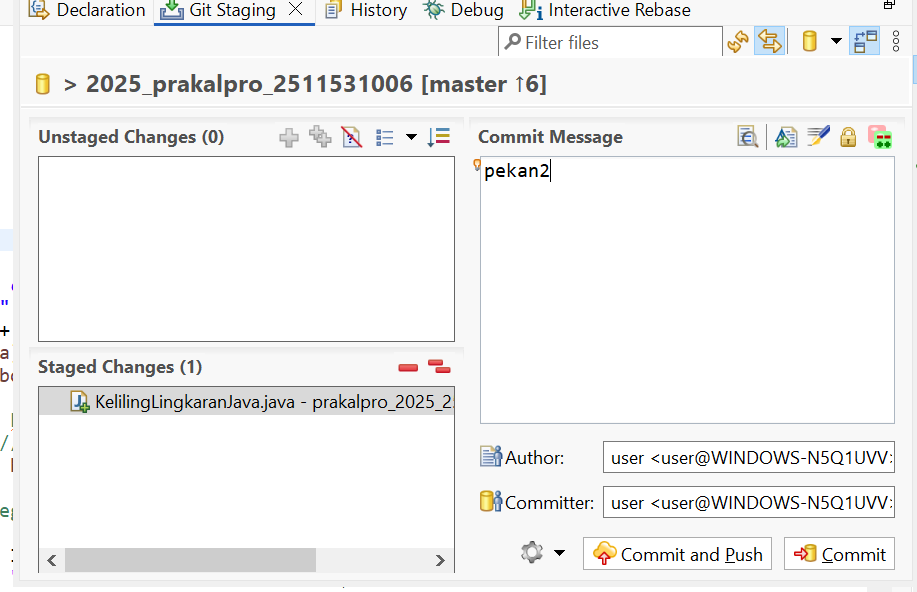 Declaration Git Staging History Debug Interactive Rebase
Filter files
> 2025_prakalpro_2511531006 [master ↑6]
Unstaged Changes (0)
Commit Message
pekan2
Staged Changes (1)
KelilingLingkaranJava.java - prakalpro_2025_2
Author: user <user@WINDOWS-N5Q1UVV
Committer: user <user@WINDOWS-N5Q1UVV
Commit and Push Commit